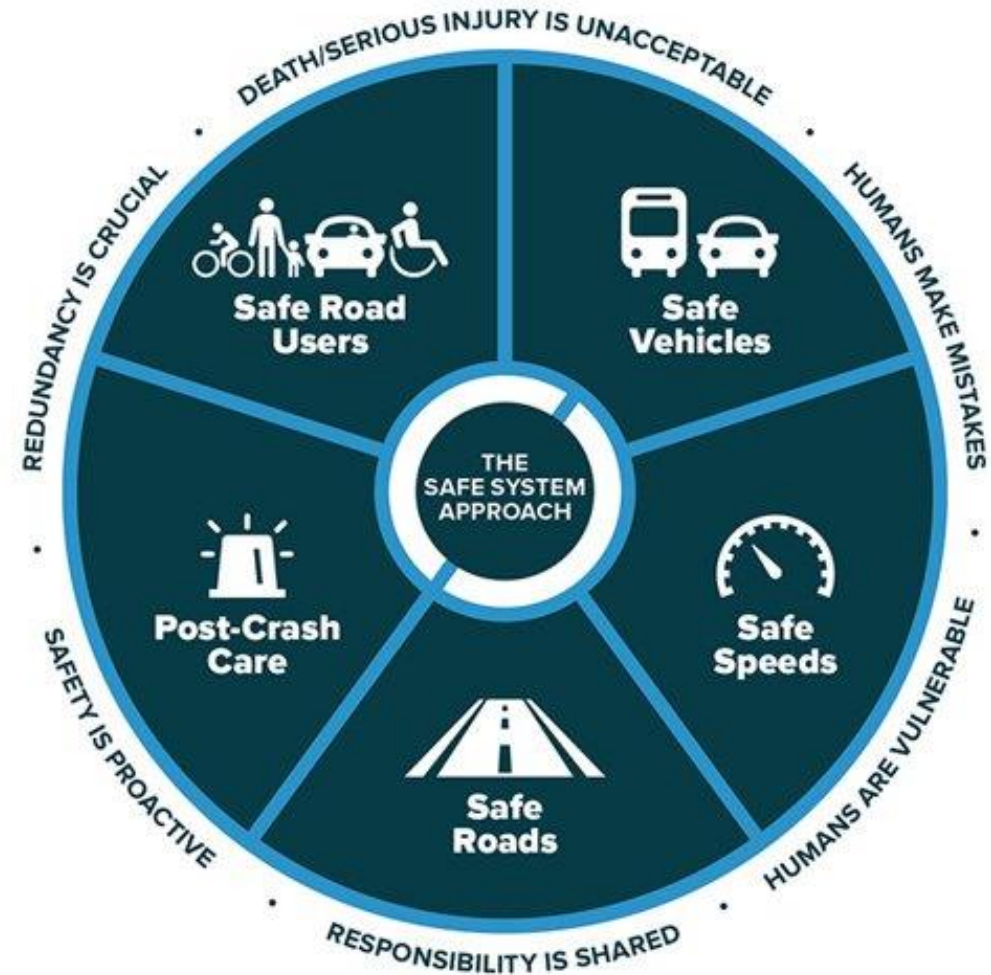 DEATH/SERIOUS INJURY IS UNACCEPTABLE
HUMANS MAKE MISTAKES
HUMANS ARE VULNERABLE
RESPONSIBILITY IS SHARED
SAFETY IS PROACTIVE
REDUNDANCY IS CRUCIAL
Safe Road
Users
Safe
Vehicles
Safe
Speeds
Safe
Roads
Post-Crash
Care
THE
SAFE SYSTEM
APPROACH